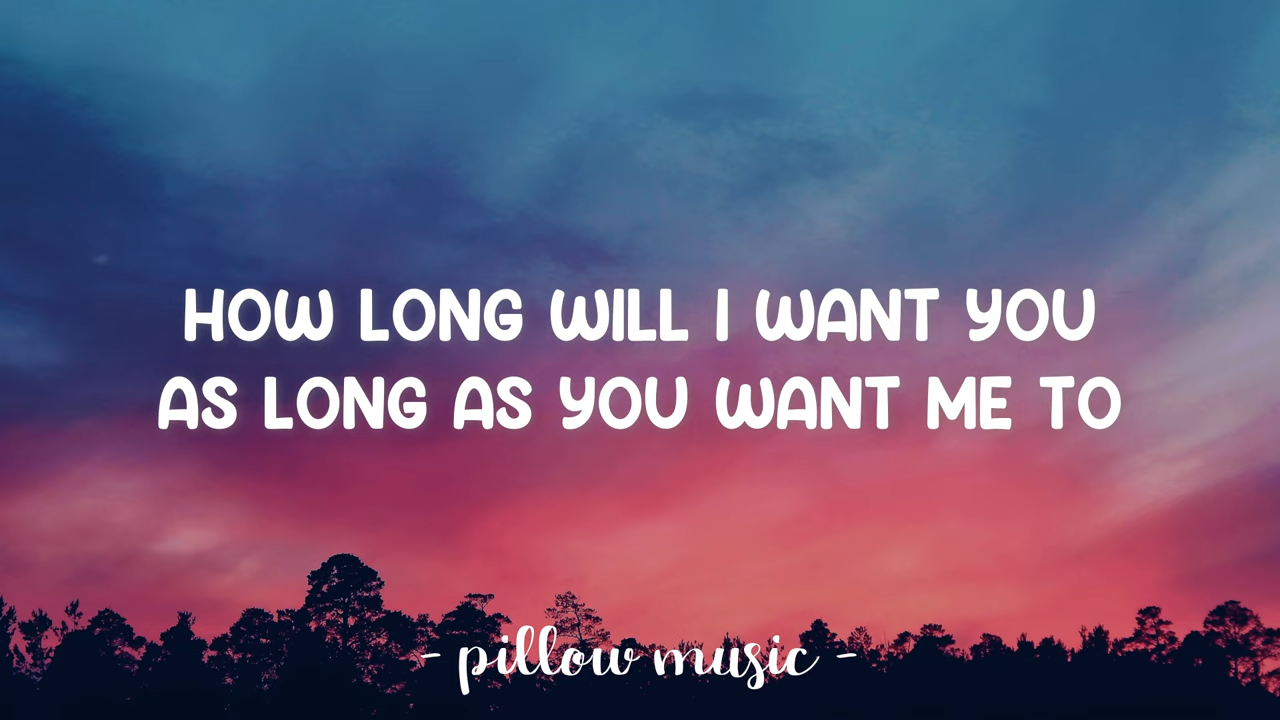 HOW LONG WILL I WANT YOU
AS LONG AS YOU WANT ME TO
- pillow music -